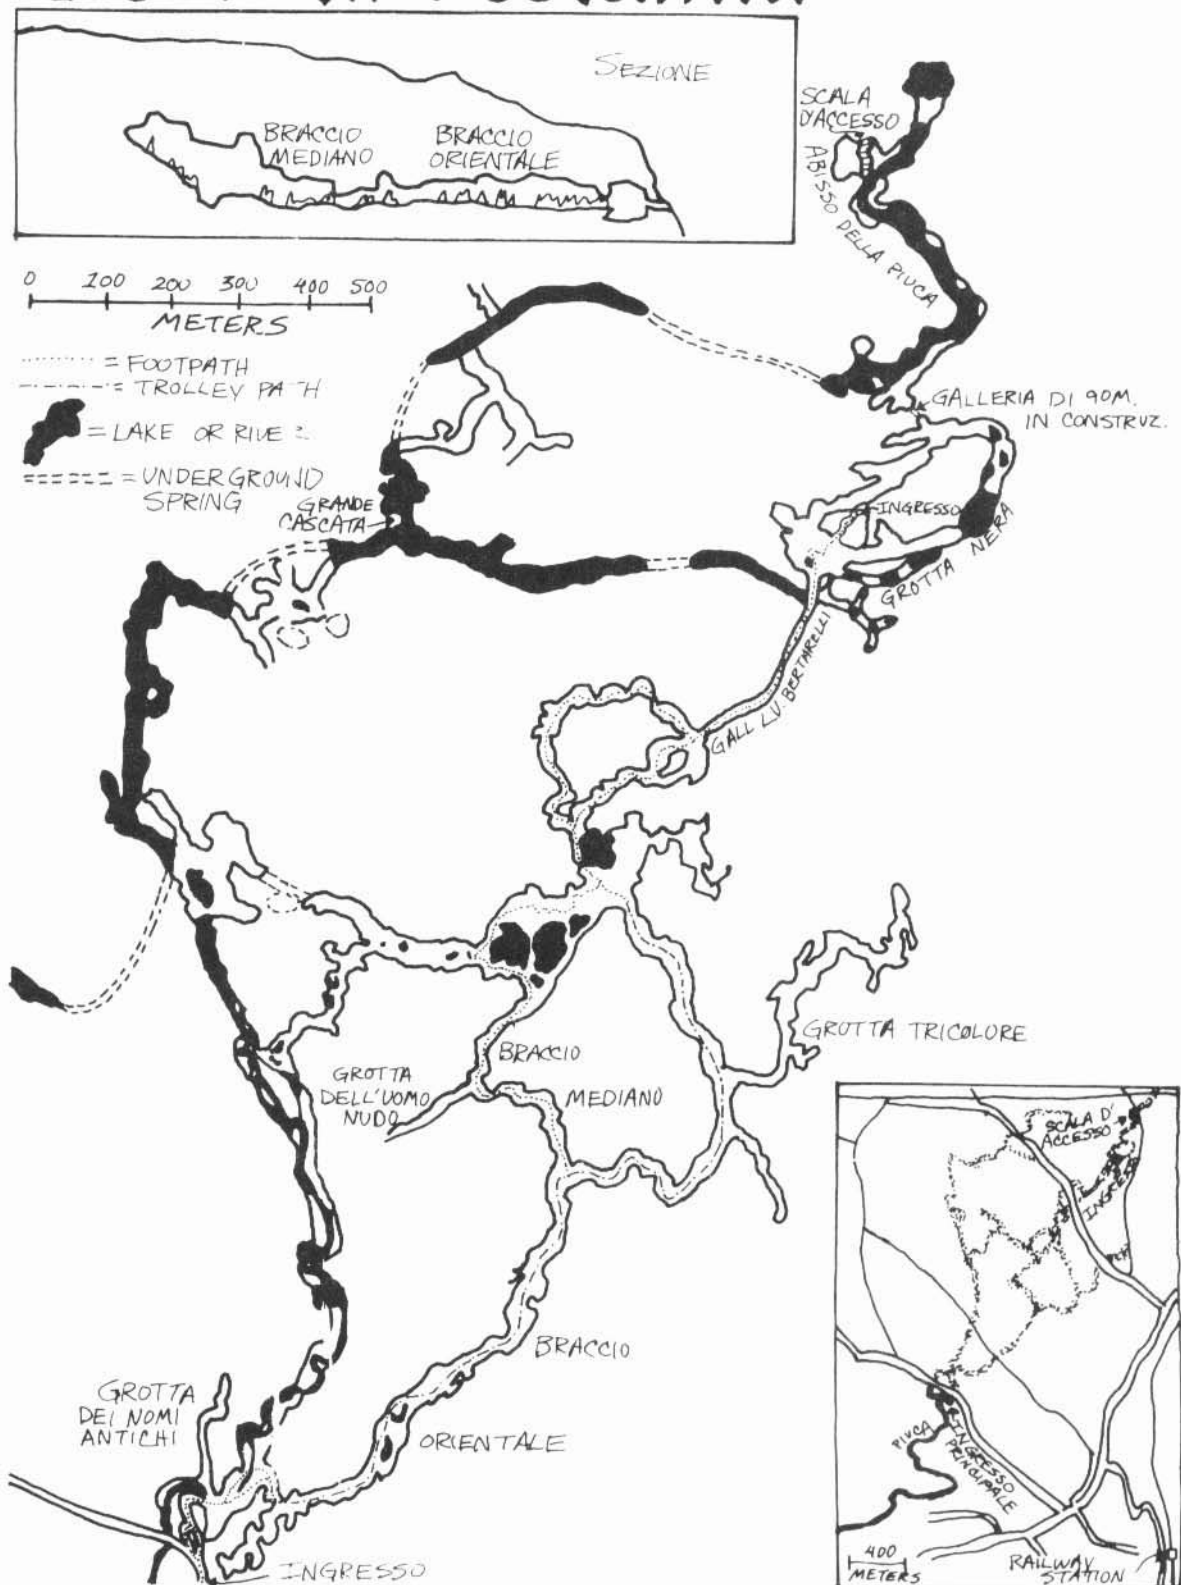 SEZIONE
BRACCIO
MEDIANO
BRACCIO
ORIENTALE
SCALA
D'ACCESSO
ABISSO DELLA PIUCA
0 100 200 300 400 500
METERS
= FOOTPATH
= TROLLEY PATH
= LAKE OR RIVE
= UNDERGROUND
SPRING
GRANDE
CASCATA
GALLERIA DI 90M.
IN CONSTRUZ.
INGRESSO
GROTTA NERA
GALL LV. BERTARELLI
GROTTA TRICOLORE
BRACCIO
MEDIANO
GROTTA
DELL'UOMO
NUDO
BRACCIO
ORIENTALE
GROTTA
DEI NOMI
ANTICHI
INGRESSO
SCALA D'
ACCESSO
INGRESSO
PIUCA
INGRESSO
PRINCIPALE
400
METERS
RAILWAY
STATION